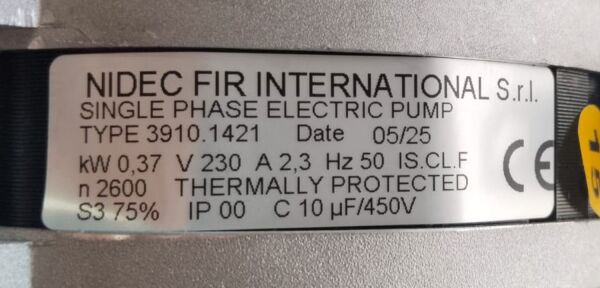 NIDEC FIR INTERNATIONAL S.r.l.
SINGLE PHASE ELECTRIC PUMP
TYPE 3910.1421 Date 05/25
kW 0,37 V 230 A 2,3 Hz 50 IS.CL.F
n 2600 THERMALLY PROTECTED
S3 75% IP 00 C 10 µF/450V
CE